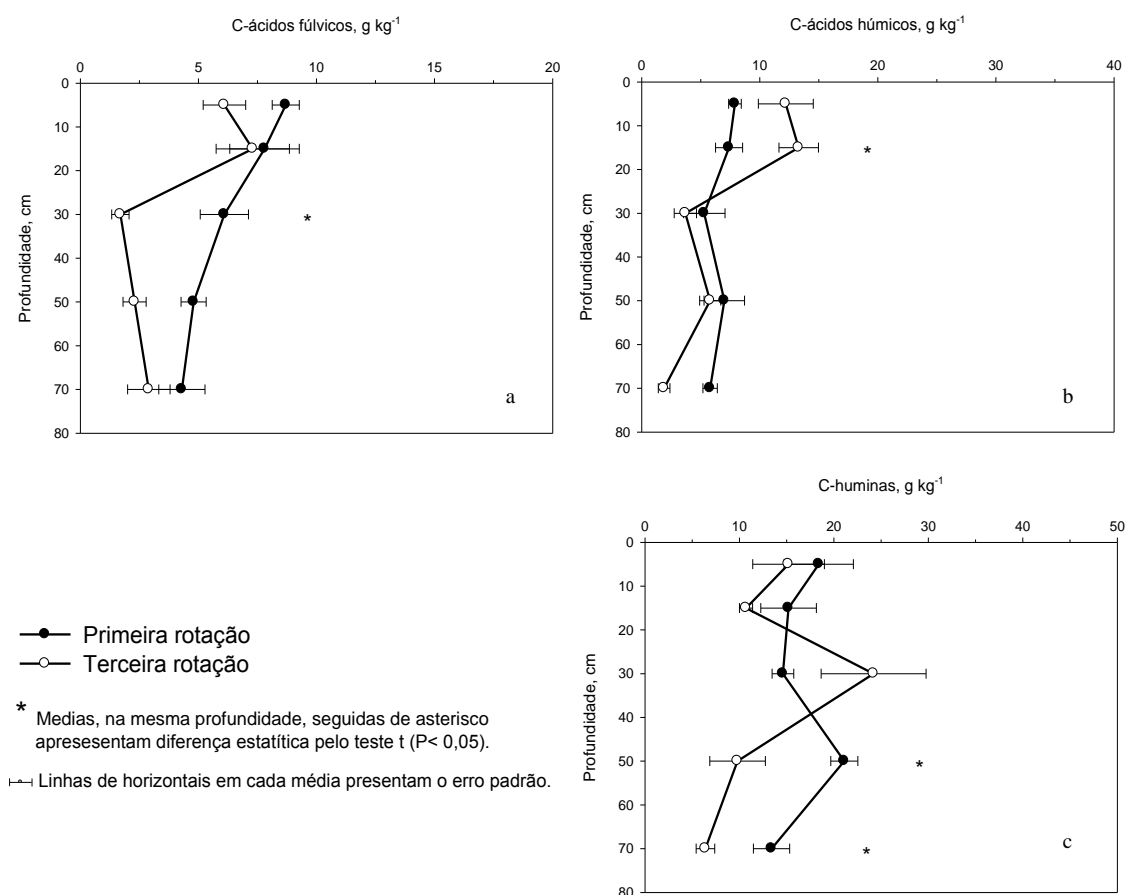 C-ácidos fúlvicos, g kg-1
0 5 10 15 20
0
10
20
30
40
50
60
70
80
Profundidade, cm
*
a
C-ácidos húmicos, g kg-1
0 10 20 30 40
0
10
20
30
40
50
60
70
80
Profundidade, cm
*
b
C-huminas, g kg-1
0 10 20 30 40 50
0
10
20
30
40
50
60
70
80
Profundidade, cm
*
*
c
Primeira rotação
Terceira rotação
* Medias, na mesma profundidade, seguidas de asterisco
apresesentam diferença estatítica pelo teste t (P< 0,05).
Linhas de horizontais em cada média presentam o erro padrão.